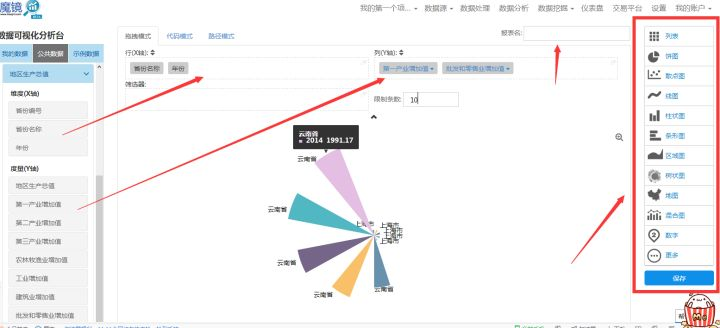 魔镜
我的第一个项... 数据源 数据处理 数据分析 数据挖掘 仪表盘 交易平台 设置 我的账户
数据可视化分析台
我的数据 公共数据 示例数据
地区生产总值
维度(X轴)
省份编号
省份名称
年份
度量(Y轴)
地区生产总值
第一产业增加值
第二产业增加值
第三产业增加值
农林牧渔业增加值
工业增加值
建筑业增加值
批发和零售业增加值
拖拽模式 代码模式 路径模式
报表名:
行(X轴):
省份名称 年份
列(Y轴):
第一产业增加值 批发和零售业增加值
筛选器:
限制条数: 10
云南省
2014 1991.17
云南省
云南省
云南省
云南省
云南省
上海市
上海市
上海市
上海市
上海市
列表
饼图
散点图
线图
柱状图
条形图
区域图
树状图
地图
混合图
数字
更多
保存